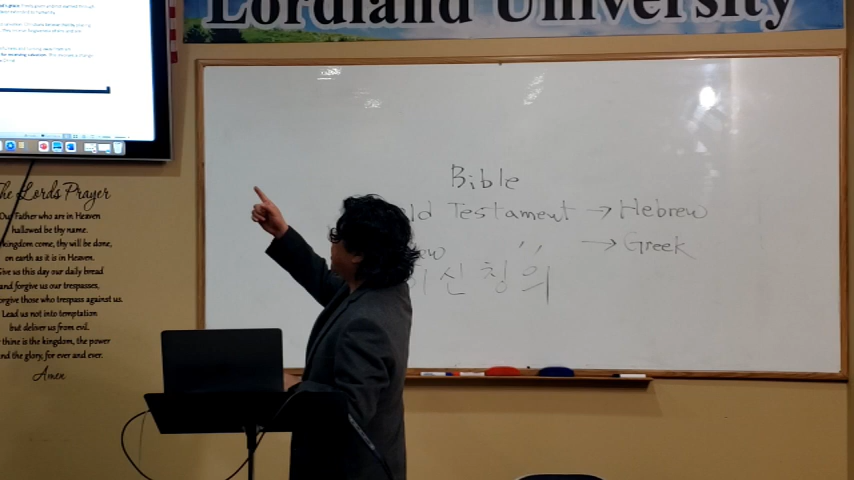 Lordland University
Bible
ld Testament → Hebrew
ew 〃 → Greek
신칭의
The Lords Prayer
Our Father who are in Heaven
hallowed be thy name.
kingdom come, thy will be done,
on earth as it is in Heaven.
Give us this day our daily bread
and forgive us our trespasses,
forgive those who trespass against us.
Lead us not into temptation
but deliver us from evil.
thine is the kingdom, the power
and the glory, for ever and ever.
Amen